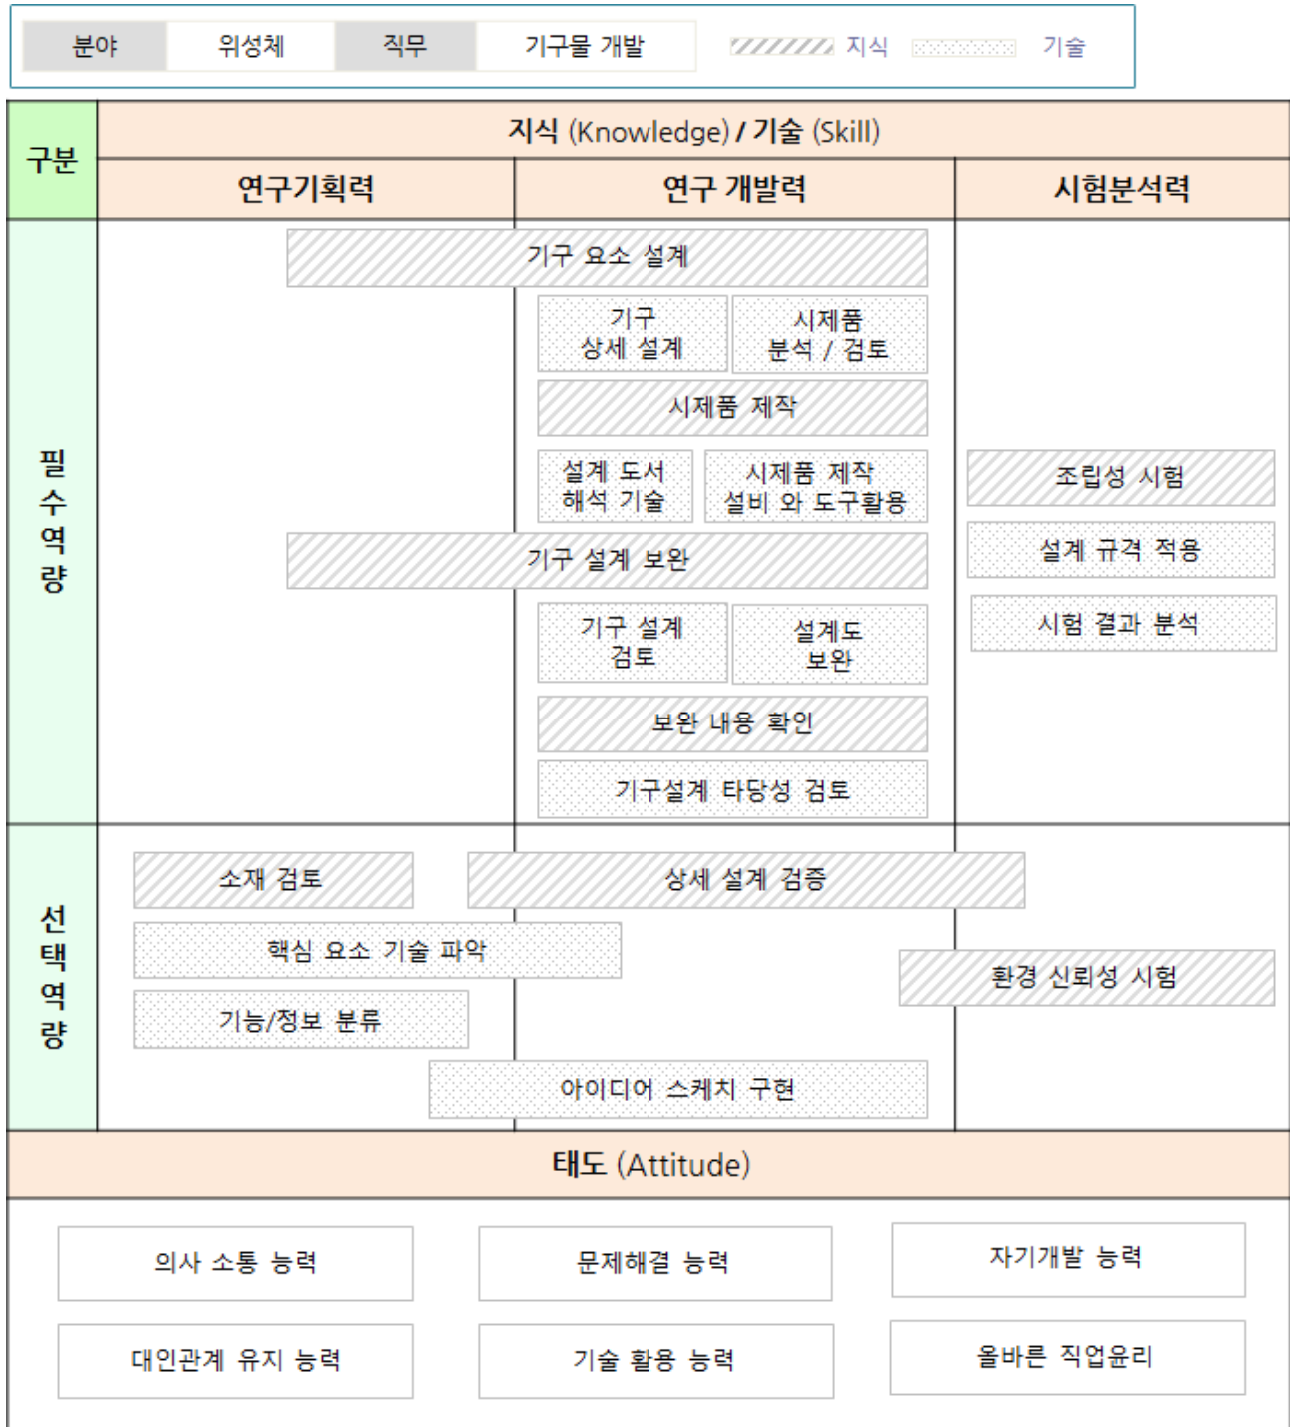 분야 위성체 직무 기구물 개발 지식 기술
구분
지식 (Knowledge) / 기술 (Skill)
연구기획력 연구 개발력 시험분석력
필수역량
기구 요소 설계
기구
상세 설계
시제품
분석 / 검토
시제품 제작
설계 도서
해석 기술
시제품 제작
설비 와 도구활용
기구 설계 보완
기구 설계
검토
설계도
보완
보완 내용 확인
기구설계 타당성 검토
조립성 시험
설계 규격 적용
시험 결과 분석
선택역량
소재 검토
상세 설계 검증
핵심 요소 기술 파악
환경 신뢰성 시험
기능/정보 분류
아이디어 스케치 구현
태도 (Attitude)
의사 소통 능력
문제해결 능력
자기개발 능력
대인관계 유지 능력
기술 활용 능력
올바른 직업윤리